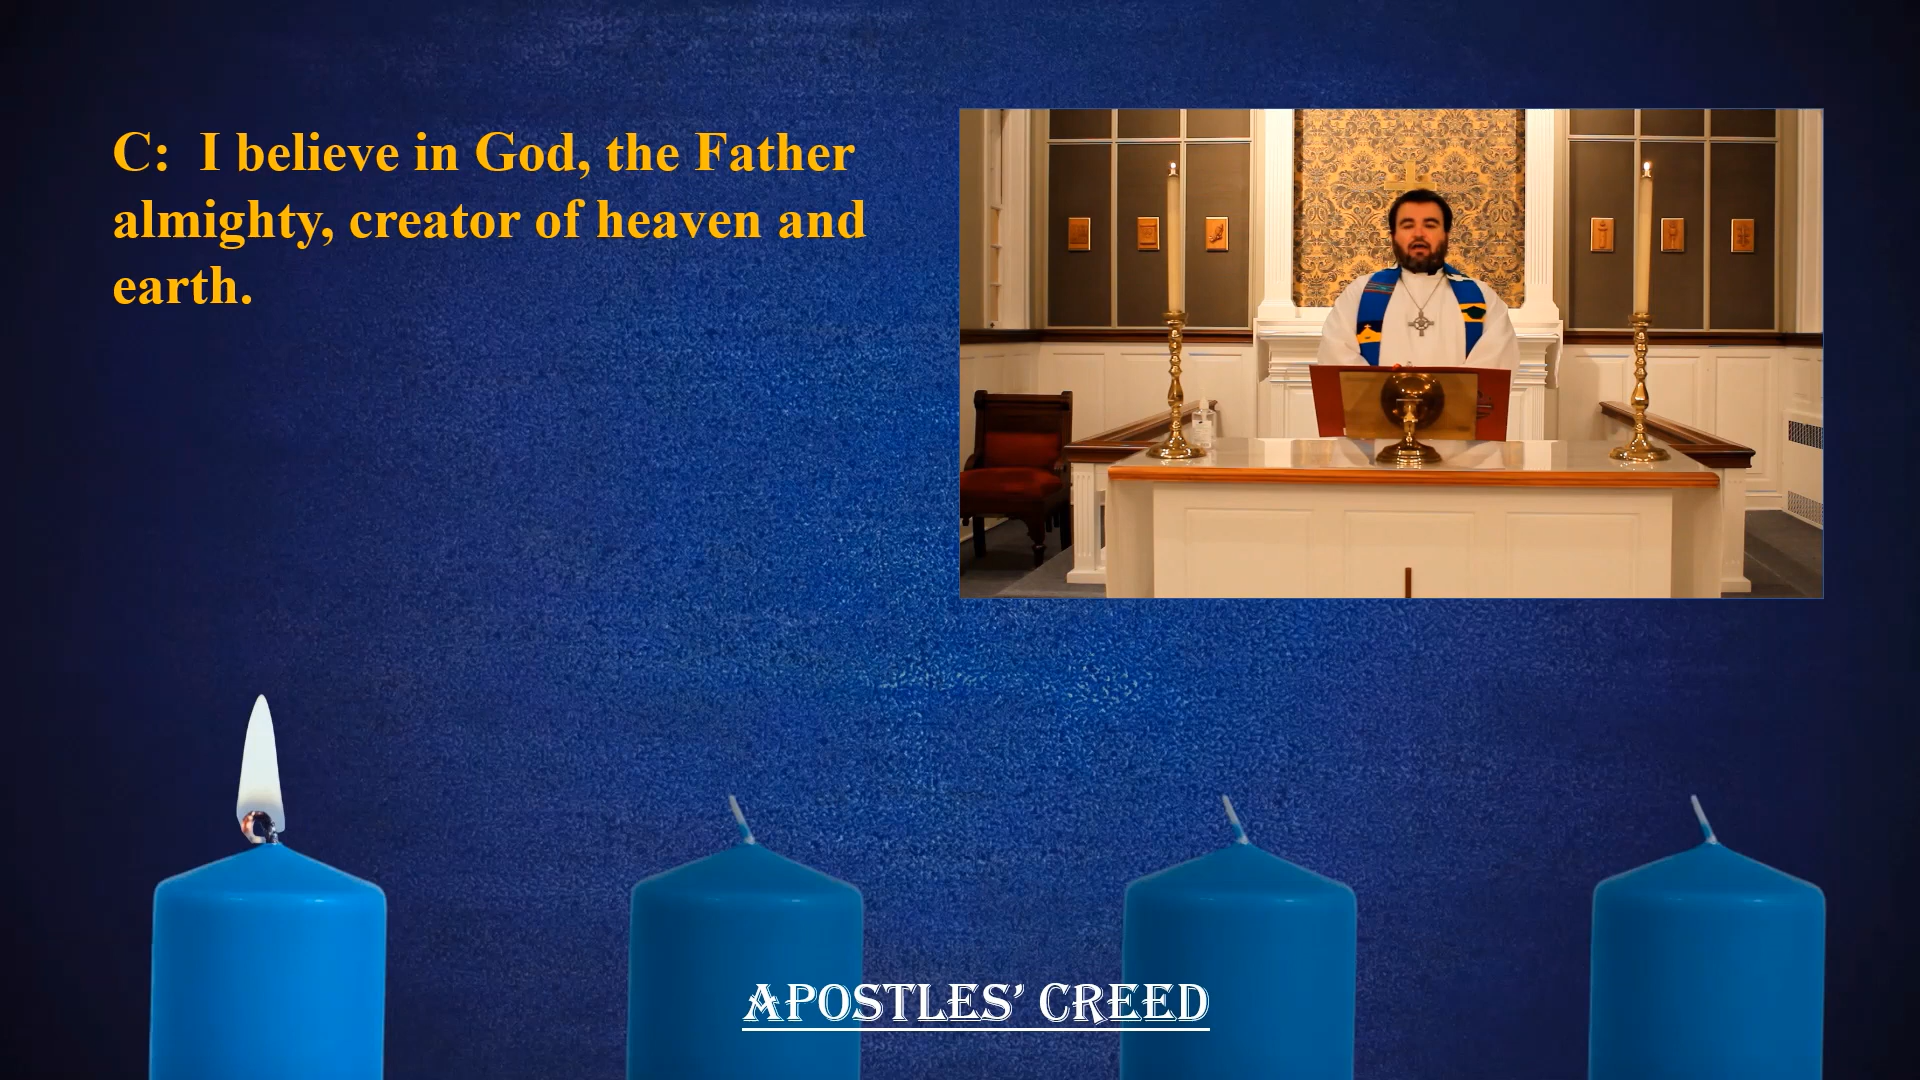 C:  I believe in God, the Father
almighty, creator of heaven and
earth.
APOSTLES’ CREED